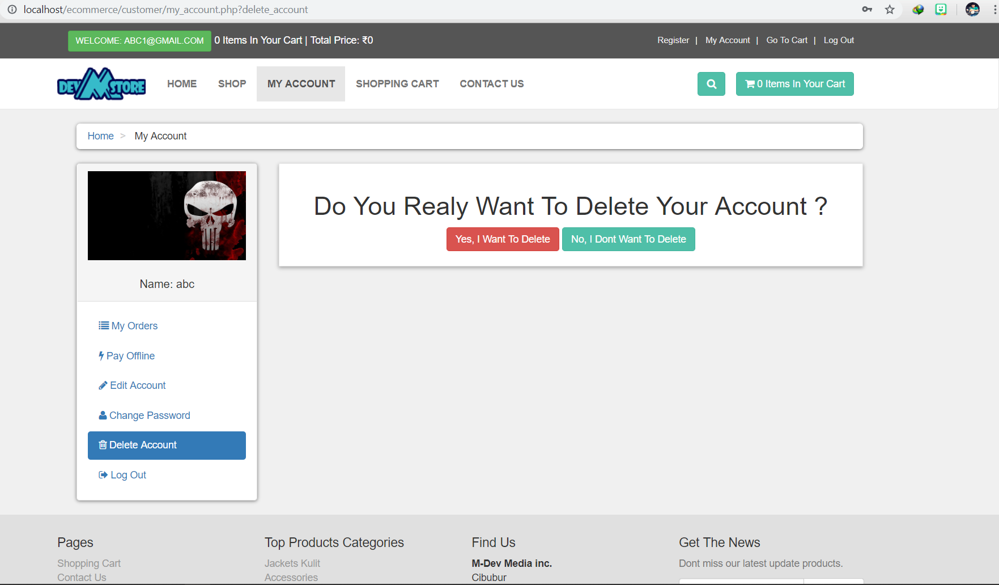 localhost/ecommerce/customer/my_account.php?delete_account
WELCOME: ABC1@GMAIL.COM 0 Items In Your Cart | Total Price: ₹0
Register | My Account | Go To Cart | Log Out
DEV M STORE
HOME SHOP MY ACCOUNT SHOPPING CART CONTACT US
0 Items In Your Cart
Home > My Account
Do You Realy Want To Delete Your Account ?
Yes, I Want To Delete No, I Dont Want To Delete
Name: abc
My Orders
Pay Offline
Edit Account
Change Password
Delete Account
Log Out
Pages
Shopping Cart
Contact Us
Top Products Categories
Jackets Kulit
Accessories
Find Us
M-Dev Media inc.
Cibubur
Get The News
Dont miss our latest update products.